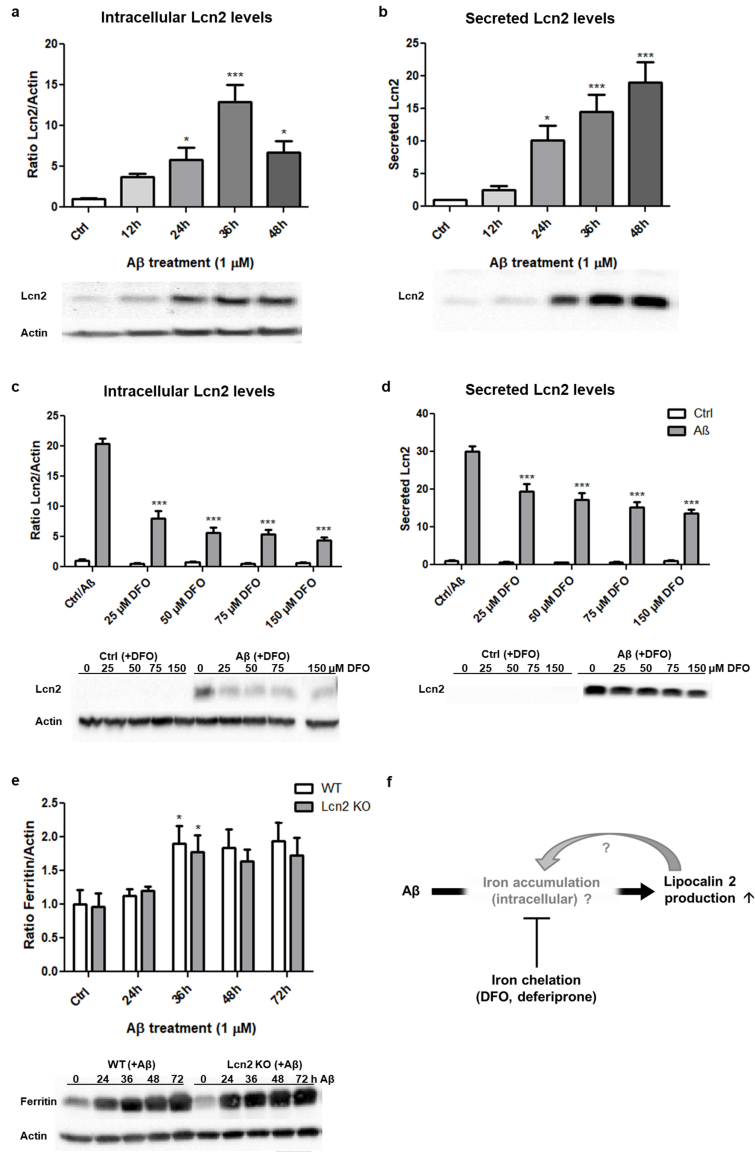 a
Intracellular Lcn2 levels
Ratio Lcn2/Actin
20
15
10
5
0
*
***
*
Ctrl
12h
24h
36h
48h
Aβ treatment (1 μM)
Lcn2
Actin
b
Secreted Lcn2 levels
Secreted Lcn2
25
20
15
10
5
0
*
***
***
Ctrl
12h
24h
36h
48h
Aβ treatment (1 μM)
Lcn2
c
Intracellular Lcn2 levels
Ratio Lcn2/Actin
25
20
15
10
5
0
***
***
***
***
Ctrl/Aß
25 μM DFO
50 μM DFO
75 μM DFO
150 μM DFO
Ctrl (+DFO)
Aβ (+DFO)
0 25 50 75 150 0 25 50 75 150 μM DFO
Lcn2
Actin
d
Secreted Lcn2 levels
Ctrl
Aß
Secreted Lcn2
40
30
20
10
0
***
***
***
***
Ctrl/Aß
25 μM DFO
50 μM DFO
75 μM DFO
150 μM DFO
Ctrl (+DFO)
Aβ (+DFO)
0 25 50 75 150 0 25 50 75 150 μM DFO
Lcn2
e
WT
Lcn2 KO
Ratio Ferritin/Actin
2.5
2.0
1.5
1.0
0.5
0.0
* *
Ctrl
24h
36h
48h
72h
Aβ treatment (1 μM)
WT (+Aβ)
Lcn2 KO (+Aβ)
0 24 36 48 72 0 24 36 48 72 h Aβ
Ferritin
Actin
f
?
Aβ
Iron accumulation
(intracellular) ?
Lipocalin 2
production ↑
Iron chelation
(DFO, deferiprone)